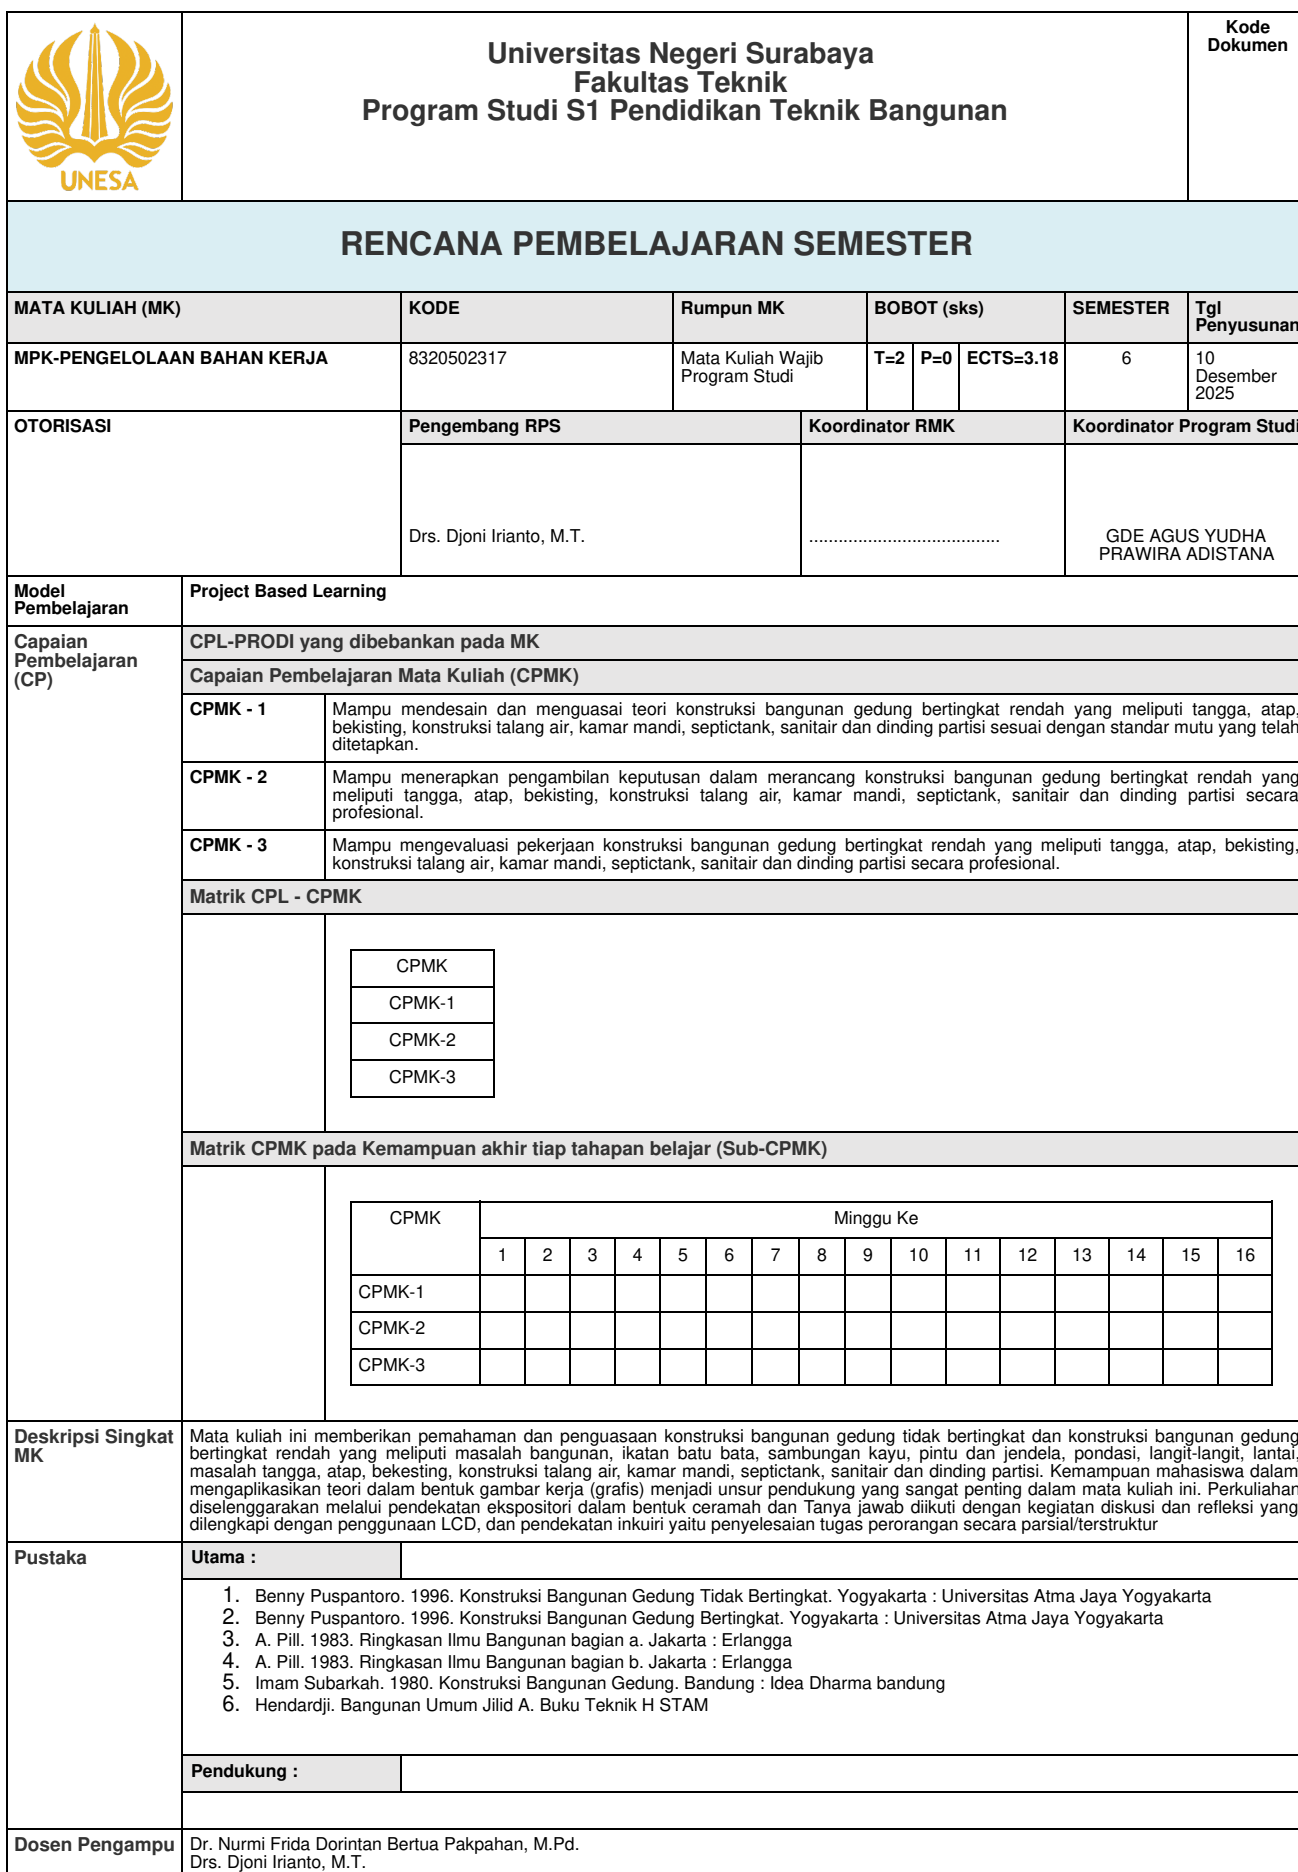 UNESA
Universitas Negeri Surabaya
Fakultas Teknik
Program Studi S1 Pendidikan Teknik Bangunan
Kode
Dokumen
RENCANA PEMBELAJARAN SEMESTER
MATA KULIAH (MK)
KODE
Rumpun MK
BOBOT (sks)
SEMESTER
Tgl
Penyusunan
MPK-PENGELOLAAN BAHAN KERJA
8320502317
Mata Kuliah Wajib
Program Studi
T=2
P=0
ECTS=3.18
6
10
Desember
2025
OTORISASI
Pengembang RPS
Koordinator RMK
Koordinator Program Studi
Drs. Djoni Irianto, M.T.
.......................................
GDE AGUS YUDHA
PRAWIRA ADISTANA
Model
Pembelajaran
Project Based Learning
Capaian
Pembelajaran
(CP)
CPL-PRODI yang dibebankan pada MK
Capaian Pembelajaran Mata Kuliah (CPMK)
CPMK - 1
Mampu mendesain dan menguasai teori konstruksi bangunan gedung bertingkat rendah yang meliputi tangga, atap,
bekisting, konstruksi talang air, kamar mandi, septictank, sanitair dan dinding partisi sesuai dengan standar mutu yang telah
ditetapkan.
CPMK - 2
Mampu menerapkan pengambilan keputusan dalam merancang konstruksi bangunan gedung bertingkat rendah yang
meliputi tangga, atap, bekisting, konstruksi talang air, kamar mandi, septictank, sanitair dan dinding partisi secara
profesional.
CPMK - 3
Mampu mengevaluasi pekerjaan konstruksi bangunan gedung bertingkat rendah yang meliputi tangga, atap, bekisting,
konstruksi talang air, kamar mandi, septictank, sanitair dan dinding partisi secara profesional.
Matrik CPL - CPMK
CPMK
CPMK-1
CPMK-2
CPMK-3
Matrik CPMK pada Kemampuan akhir tiap tahapan belajar (Sub-CPMK)
CPMK
Minggu Ke
1 2 3 4 5 6 7 8 9 10 11 12 13 14 15 16
CPMK-1
CPMK-2
CPMK-3
Deskripsi Singkat
MK
Mata kuliah ini memberikan pemahaman dan penguasaan konstruksi bangunan gedung tidak bertingkat dan konstruksi bangunan gedung
bertingkat rendah yang meliputi masalah bangunan, ikatan batu bata, sambungan kayu, pintu dan jendela, pondasi, langit-langit, lantai,
masalah tangga, atap, bekesting, konstruksi talang air, kamar mandi, septictank, sanitair dan dinding partisi. Kemampuan mahasiswa dalam
mengaplikasikan teori dalam bentuk gambar kerja (grafis) menjadi unsur pendukung yang sangat penting dalam mata kuliah ini. Perkuliahan
diselenggarakan melalui pendekatan ekspositori dalam bentuk ceramah dan Tanya jawab diikuti dengan kegiatan diskusi dan refleksi yang
dilengkapi dengan penggunaan LCD, dan pendekatan inkuiri yaitu penyelesaian tugas perorangan secara parsial/terstruktur
Pustaka
Utama :
1. Benny Puspantoro. 1996. Konstruksi Bangunan Gedung Tidak Bertingkat. Yogyakarta : Universitas Atma Jaya Yogyakarta
2. Benny Puspantoro. 1996. Konstruksi Bangunan Gedung Bertingkat. Yogyakarta : Universitas Atma Jaya Yogyakarta
3. A. Pill. 1983. Ringkasan Ilmu Bangunan bagian a. Jakarta : Erlangga
4. A. Pill. 1983. Ringkasan Ilmu Bangunan bagian b. Jakarta : Erlangga
5. Imam Subarkah. 1980. Konstruksi Bangunan Gedung. Bandung : Idea Dharma bandung
6. Hendardji. Bangunan Umum Jilid A. Buku Teknik H STAM
Pendukung :
Dosen Pengampu
Dr. Nurmi Frida Dorintan Bertua Pakpahan, M.Pd.
Drs. Djoni Irianto, M.T.